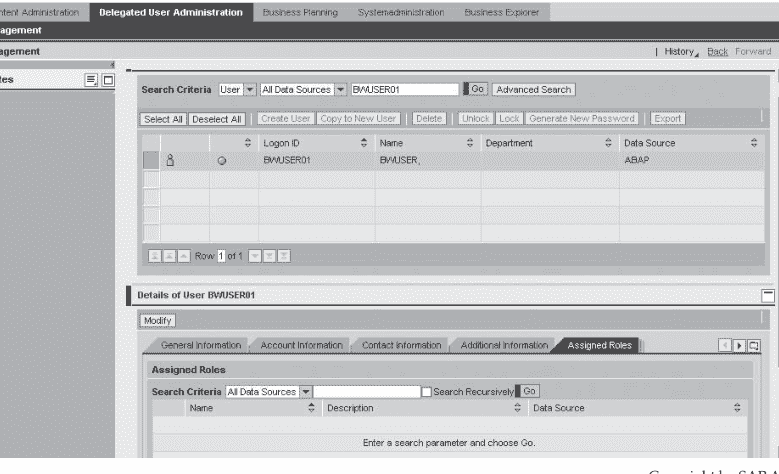 ntent Administration Delegated User Administration Business Planning Systemadministration Business Explorer
agement
agement | History Back Forward
tes
Search Criteria User All Data Sources BWUSER01 Go Advanced Search
Select All Deselect All Create User Copy to New User Delete Unlock Lock Generate New Password Export
Logon ID Name Department Data Source
BWUSER01 BWUSER, ABAP
Row 1 of 1
Details of User BWUSER01
Modify
General Information Account Information Contact Information Additional Information Assigned Roles
Assigned Roles
Search Criteria All Data Sources Search Recursively Go
Name Description Data Source
Enter a search parameter and choose Go.